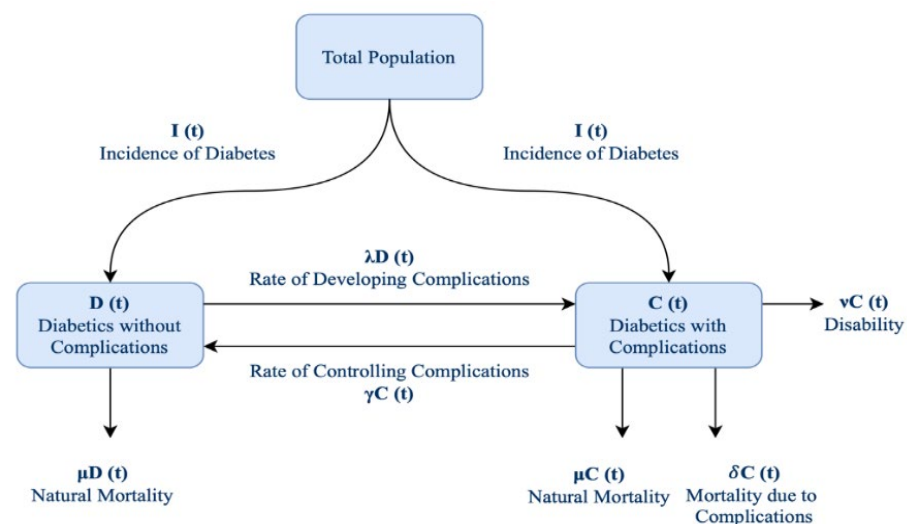 Total Population
I (t)
Incidence of Diabetes
I (t)
Incidence of Diabetes
λD (t)
Rate of Developing Complications
D (t)
Diabetics without
Complications
C (t)
Diabetics with
Complications
νC (t)
Disability
Rate of Controlling Complications
γC (t)
μD (t)
Natural Mortality
μC (t)
Natural Mortality
δC (t)
Mortality due to
Complications